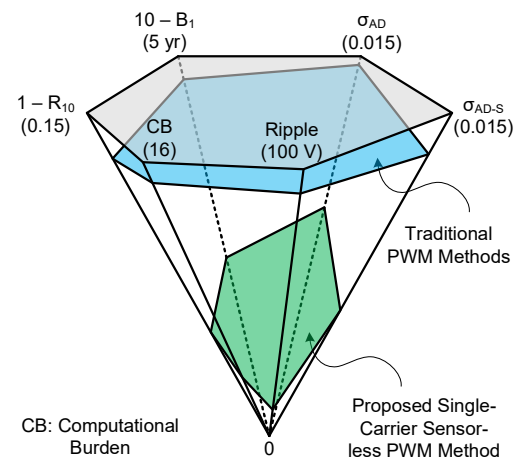 10 – B₁
(5 yr)
σAD
(0.015)
1 – R₁₀
(0.15)
σAD-S
(0.015)
CB
(16)
Ripple
(100 V)
Traditional
PWM Methods
CB: Computational
Burden
0
Proposed Single-
Carrier Sensor-
less PWM Method